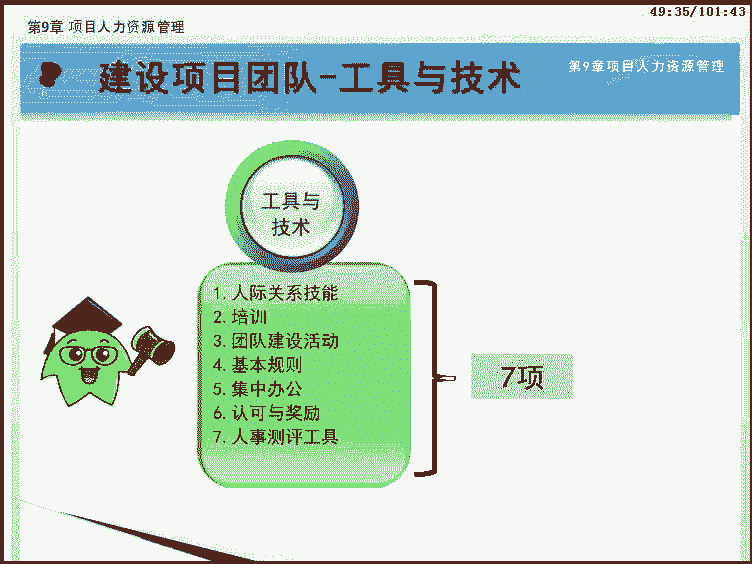 49:35/101:43
第9章 项目人力资源管理
建设项目团队-工具与技术
第9章项目人力资源管理
工具与
技术
1.人际关系技能
2.培训
3.团队建设活动
4.基本规则
5.集中办公
6.认可与奖励
7.人事测评工具
7项